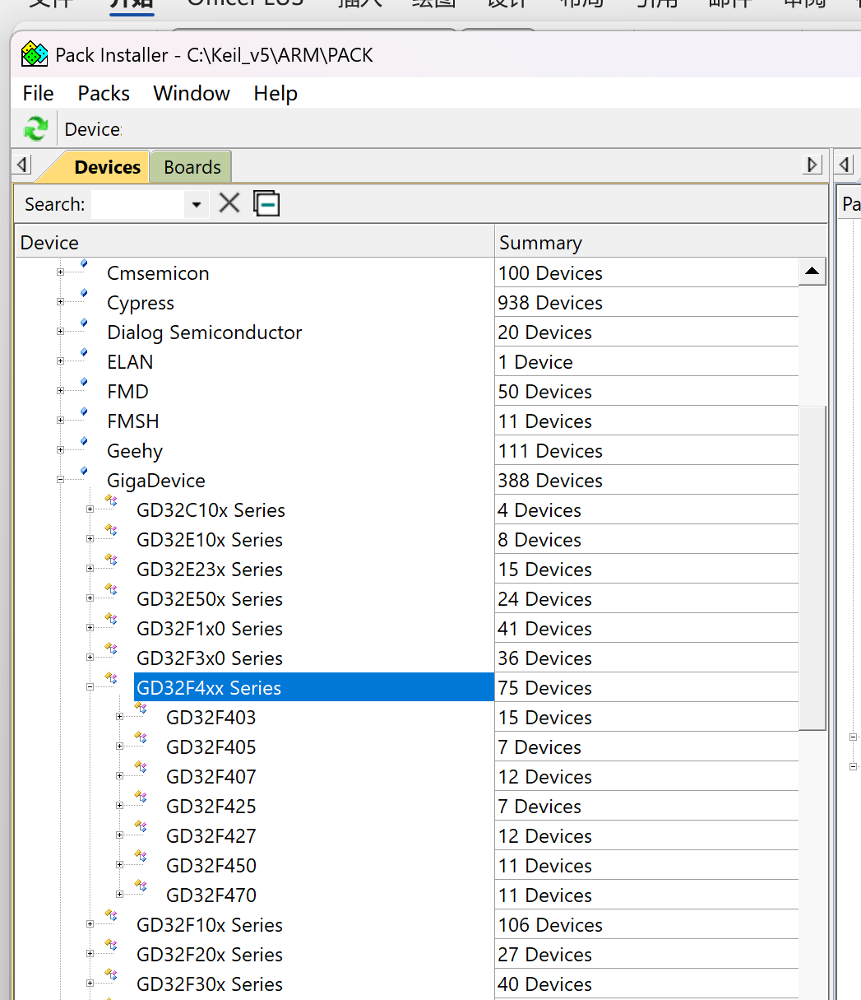 文件 开始 OfficePLUS 插入 绘图 设计 布局 引用 邮件 审阅
Pack Installer - C:\Keil_v5\ARM\PACK
File Packs Window Help
Device:
Devices Boards
Search:
Pa
Device Summary
Cmsemicon 100 Devices
Cypress 938 Devices
Dialog Semiconductor 20 Devices
ELAN 1 Device
FMD 50 Devices
FMSH 11 Devices
Geehy 111 Devices
GigaDevice 388 Devices
GD32C10x Series 4 Devices
GD32E10x Series 8 Devices
GD32E23x Series 15 Devices
GD32E50x Series 24 Devices
GD32F1x0 Series 41 Devices
GD32F3x0 Series 36 Devices
GD32F4xx Series 75 Devices
GD32F403 15 Devices
GD32F405 7 Devices
GD32F407 12 Devices
GD32F425 7 Devices
GD32F427 12 Devices
GD32F450 11 Devices
GD32F470 11 Devices
GD32F10x Series 106 Devices
GD32F20x Series 27 Devices
GD32F30x Series 40 Devices